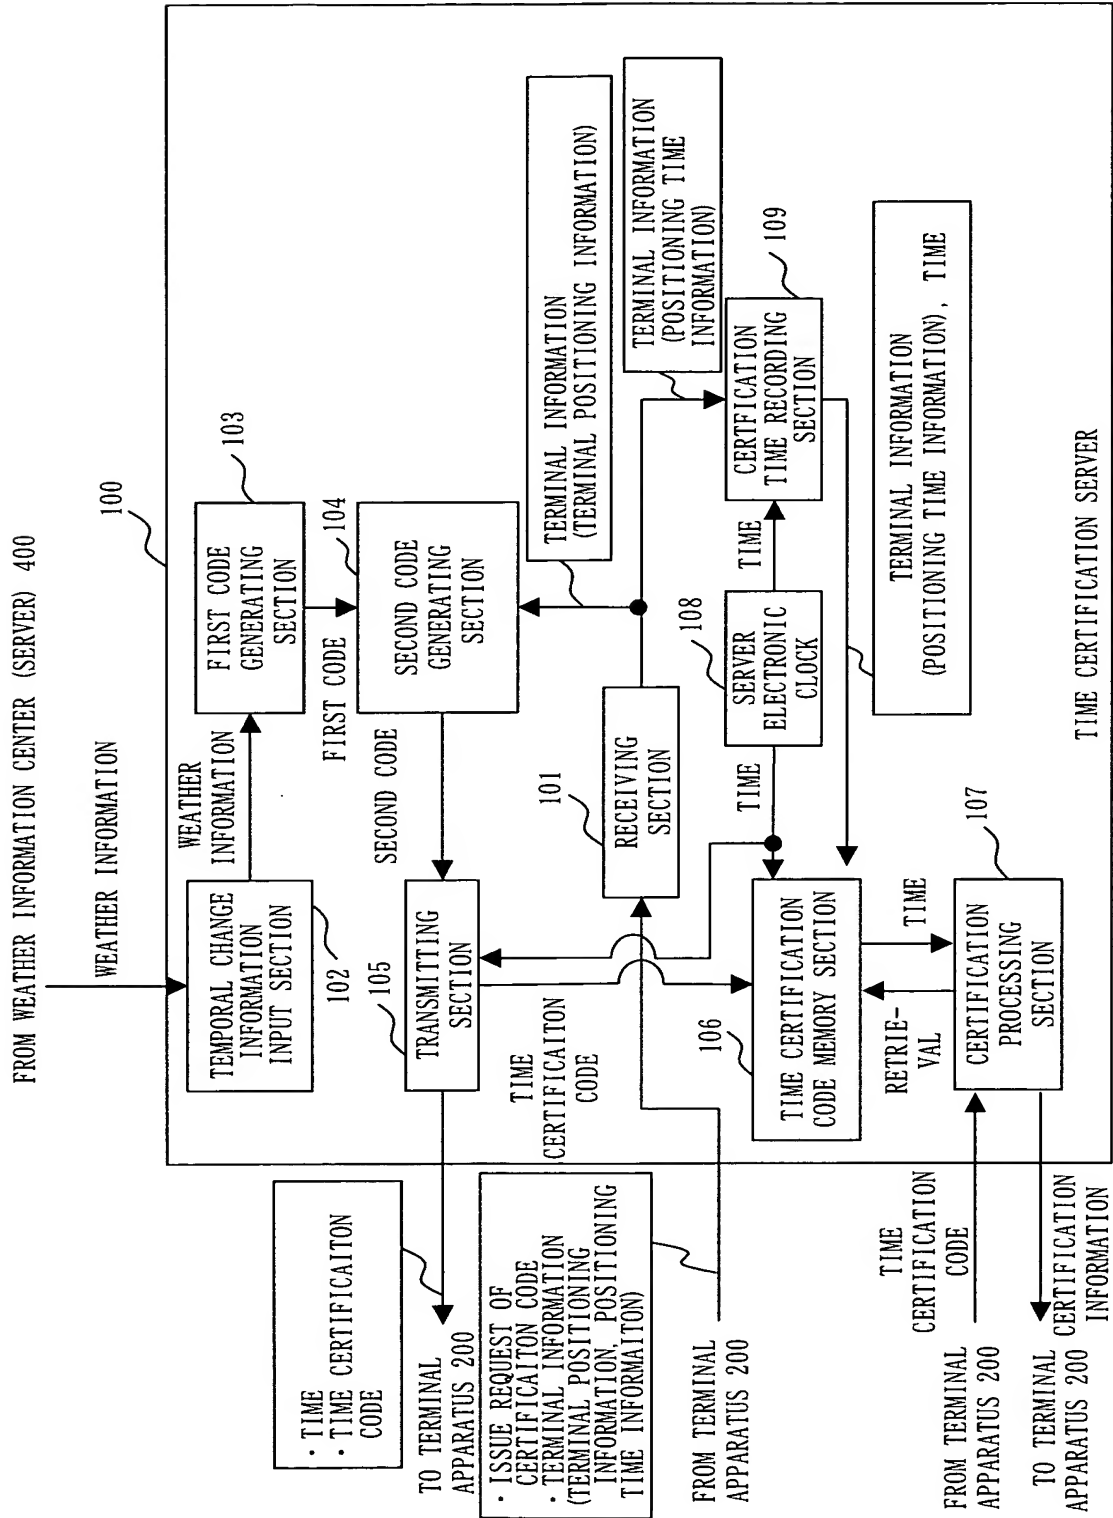 FROM WEATHER INFORMATION CENTER (SERVER) 400
WEATHER INFORMATION
100
TEMPORAL CHANGE
INFORMATION
INPUT SECTION
102
WEATHER
INFORMATION
FIRST CODE
GENERATING
SECTION
103
FIRST CODE
104
SECOND CODE
GENERATING
SECTION
SECOND CODE
TRANSMITTING
SECTION
105
· TIME
· TIME CERTIFICAITON
CODE
TO TERMINAL
APPARATUS 200
TIME
CERTIFICAITON
CODE
· ISSUE REQUEST OF
CERTIFICAITON CODE
· TERMINAL INFORMATION
(TERMINAL POSITIONING
INFORMATION, POSITIONING
TIME INFORMAITON)
FROM TERMINAL
APPARATUS 200
101
RECEIVING
SECTION
TERMINAL INFORMATION
(TERMINAL POSITIONING INFORMATION)
TERMINAL INFORMATION
(POSITIONING TIME
INFORMATION)
CERTFICATION
TIME RECORDING
SECTION
109
TIME
108
SERVER
ELECTRONIC
CLOCK
TIME
106
TIME CERTIFICATION
CODE MEMORY SECTION
TERMINAL INFORMATION
(POSITIONING TIME INFORMATION), TIME
RETRIE-
VAL
TIME
107
CERTIFICATION
PROCESSING
SECTION
TIME
CERTIFICATION
CODE
FROM TERMINAL
APPARATUS 200
TO TERMINAL
APPARATUS 200
CERTIFICATION
INFORMATION
TIME CERTIFICATION SERVER